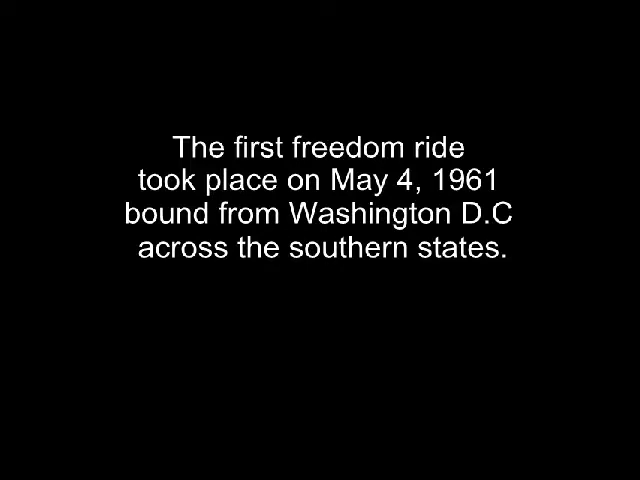 The first freedom ride
took place on May 4, 1961
bound from Washington D.C
across the southern states.